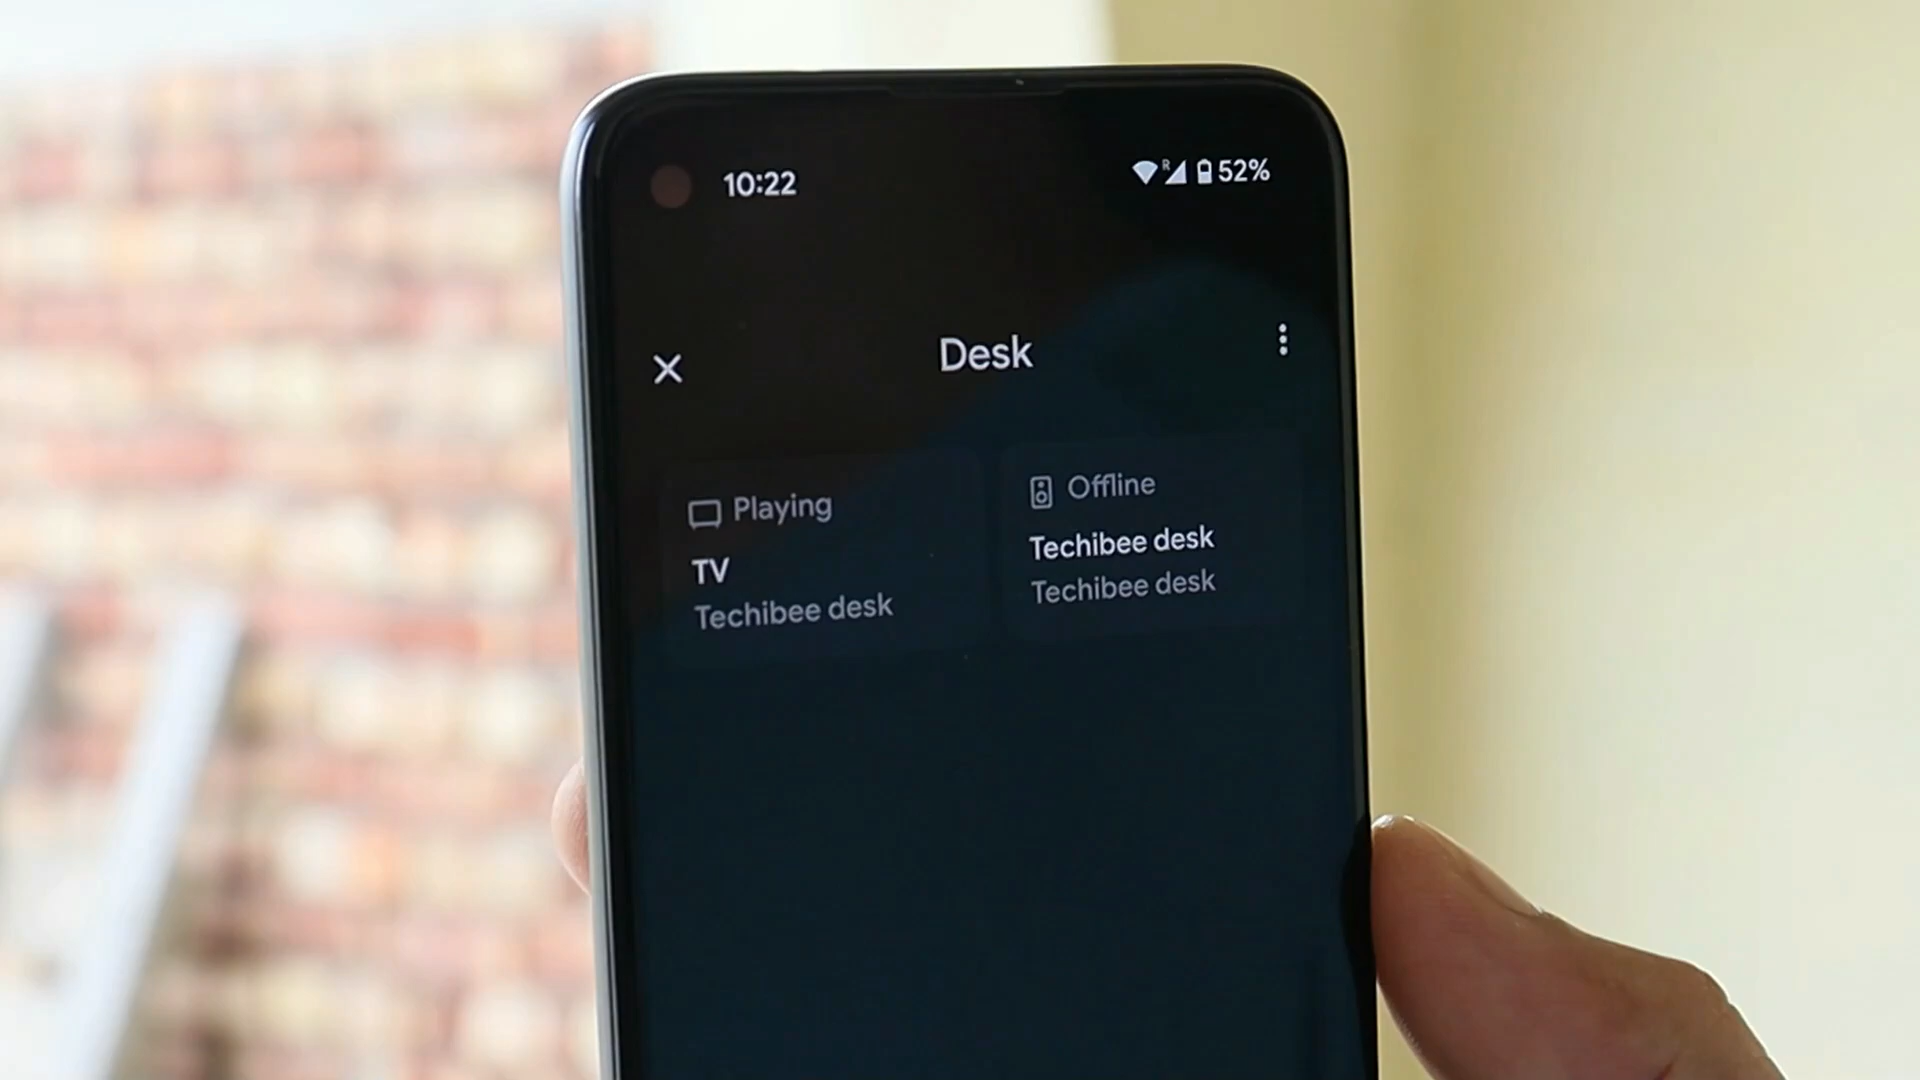 10:22
R 52%
Desk
Playing
TV
Techibee desk
Offline
Techibee desk
Techibee desk